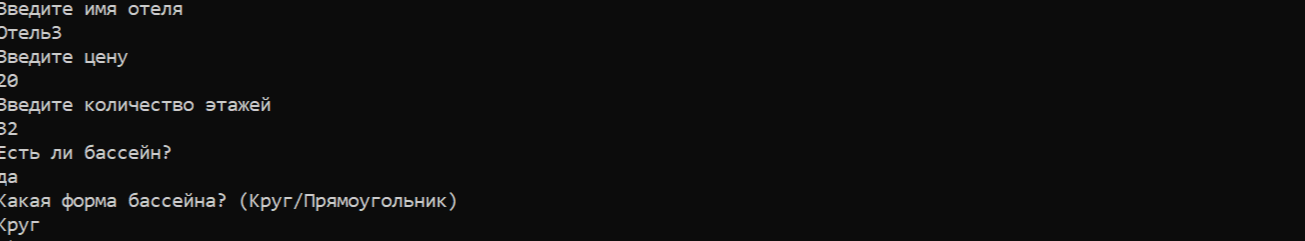 Введите имя отеля
Отель3
Введите цену
20
Введите количество этажей
32
Есть ли бассейн?
да
Какая форма бассейна? (Круг/Прямоугольник)
Круг